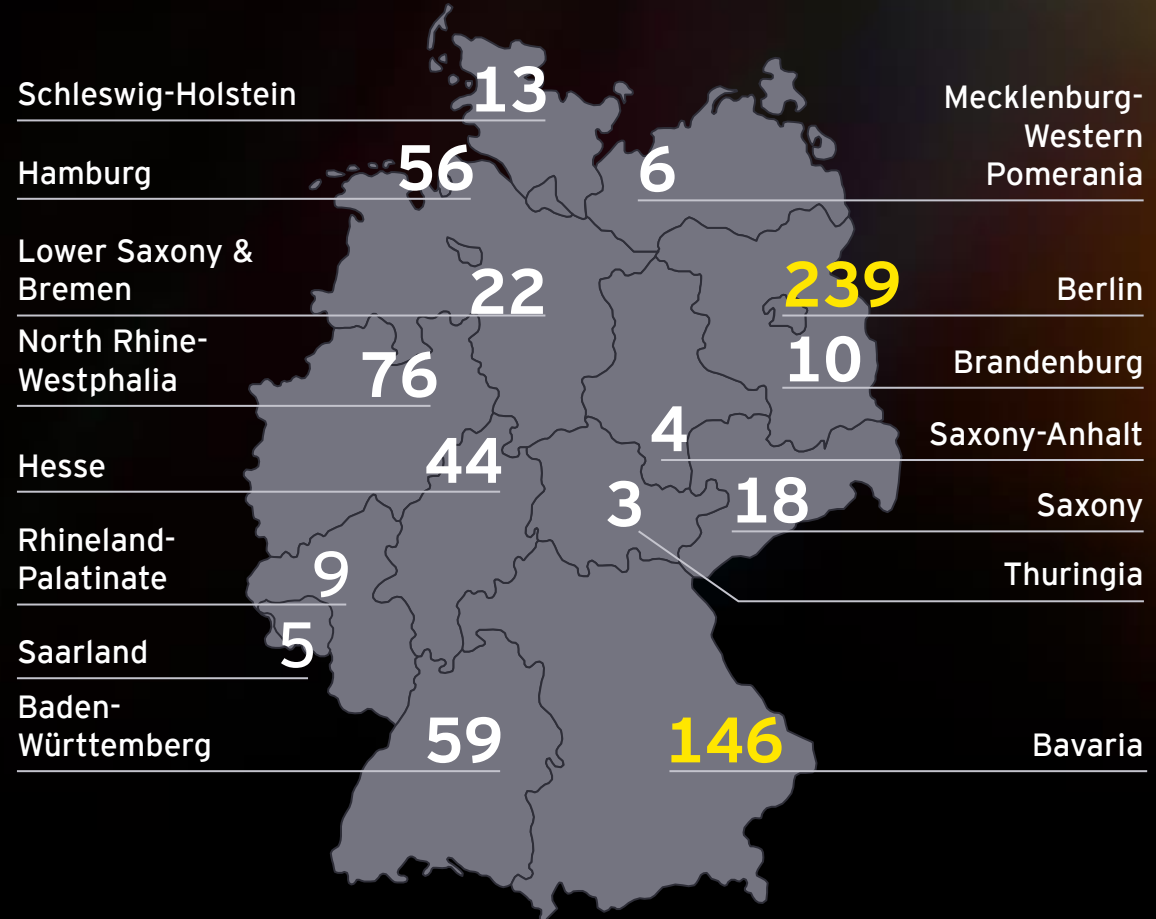 Schleswig-Holstein
13
Hamburg
56
Lower Saxony &
Bremen
22
North Rhine-
Westphalia
76
Hesse
44
Rhineland-
Palatinate
9
Saarland
5
Baden-
Württemberg
59
Mecklenburg-
Western
Pomerania
6
239
Berlin
10
Brandenburg
4
Saxony-Anhalt
18
Saxony
3
Thuringia
146
Bavaria